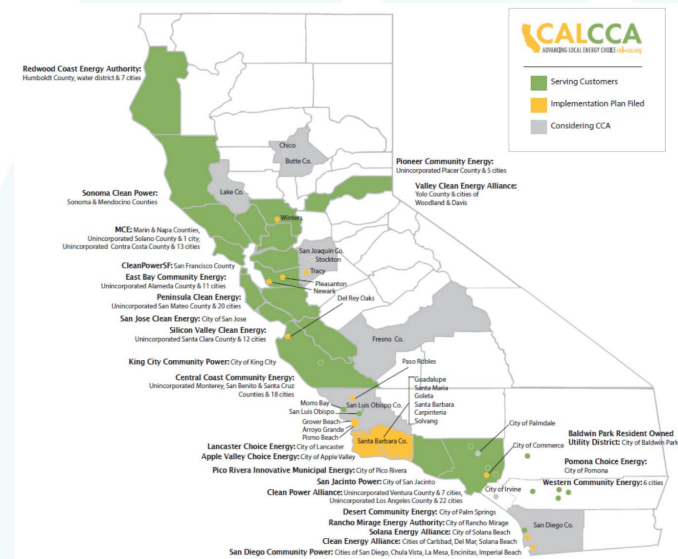 CALCCA
ADVANCING LOCAL ENERGY CHOICE cal-cca.org
Serving Customers
Implementation Plan Filed
Considering CCA
Redwood Coast Energy Authority:
Humboldt County, water district & 7 cities
Chico
Butte Co.
Pioneer Community Energy:
Unincorporated Placer County & 5 cities
Valley Clean Energy Alliance:
Yolo County & cities of
Woodland & Davis
Lake Co.
Sonoma Clean Power:
Sonoma & Mendocino Counties
Winters
MCE: Marin & Napa Counties,
Unincorporated Solano County & 1 city,
Unincorporated Contra Costa County & 13 cities
San Joaquin Co.
Stockton
Tracy
CleanPowerSF: San Francisco County
East Bay Community Energy:
Unincorporated Alameda County & 11 cities
Pleasanton
Newark
Peninsula Clean Energy:
Unincorporated San Mateo County & 20 cities
Del Rey Oaks
San Jose Clean Energy: City of San Jose
Silicon Valley Clean Energy:
Unincorporated Santa Clara County & 12 cities
Fresno Co.
King City Community Power: City of King City
Paso Robles
Central Coast Community Energy:
Unincorporated Monterey, San Benito & Santa Cruz
Counties & 18 cities
Guadalupe
Santa Maria
Goleta
Santa Barbara
Carpinteria
Solvang
Morro Bay
San Luis Obispo Co.
San Luis Obispo
Grover Beach
Arroyo Grande
Pismo Beach
Santa Barbara Co.
City of Palmdale
Lancaster Choice Energy: City of Lancaster
Apple Valley Choice Energy: City of Apple Valley
City of Commerce
Baldwin Park Resident Owned
Utility District: City of Baldwin Park
Pico Rivera Innovative Municipal Energy: City of Pico Rivera
Pomona Choice Energy:
City of Pomona
San Jacinto Power: City of San Jacinto
Western Community Energy: 6 cities
Clean Power Alliance: Unincorporated Ventura County & 7 cities,
Unincorporated Los Angeles County & 22 cities
City of Irvine
Desert Community Energy: City of Palm Springs
Rancho Mirage Energy Authority: City of Rancho Mirage
Solana Energy Alliance: City of Solana Beach
San Diego Co.
Clean Energy Alliance: Cities of Carlsbad, Del Mar, Solana Beach
San Diego Community Power: Cities of San Diego, Chula Vista, La Mesa, Encinitas, Imperial Beach